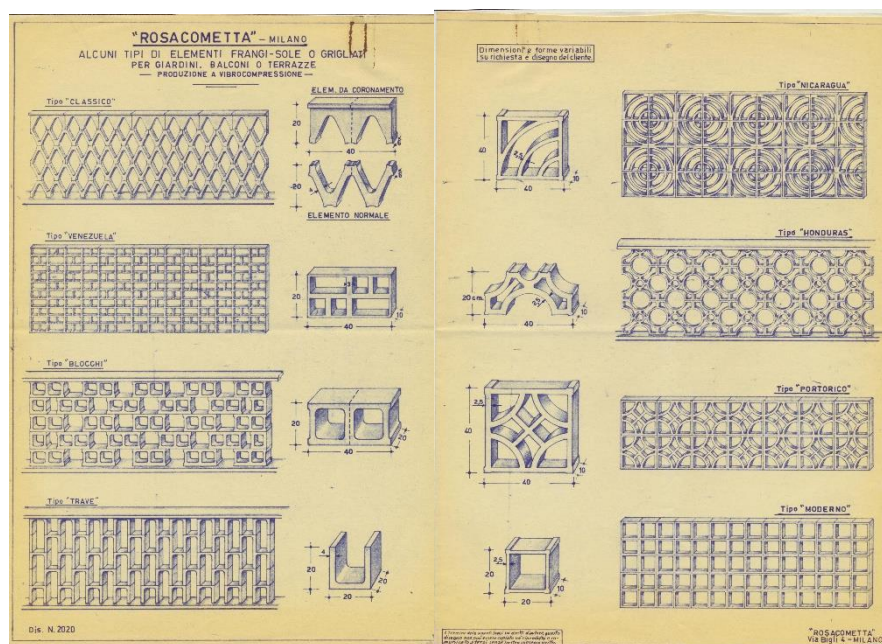 "ROSACOMETTA" – MILANO
ALCUNI TIPI DI ELEMENTI FRANGI-SOLE O GRIGLIATI
PER GIARDINI, BALCONI O TERRAZZE
— PRODUZIONE A VIBROCOMPRESSIONE —
Tipo "CLASSICO"
ELEM. DA CORONAMENTO
20
40
20
40
ELEMENTO NORMALE
Tipo "VENEZUELA"
20
40
10
Tipo "BLOCCHI"
20
40
20
Tipo "TRAVE"
4
20
20
20
Dis. N. 2020
Dimensioni e forme variabili
su richiesta e disegno del cliente
Tipo "NICARAGUA"
40
2,5
40
10
Tipo "HONDURAS"
20 cm.
40
10
Tipo "PORTORICO"
2,5
40
40
10
Tipo "MODERNO"
2,5
20
20
10
"ROSACOMETTA"
Via Bigli 4 – MILANO